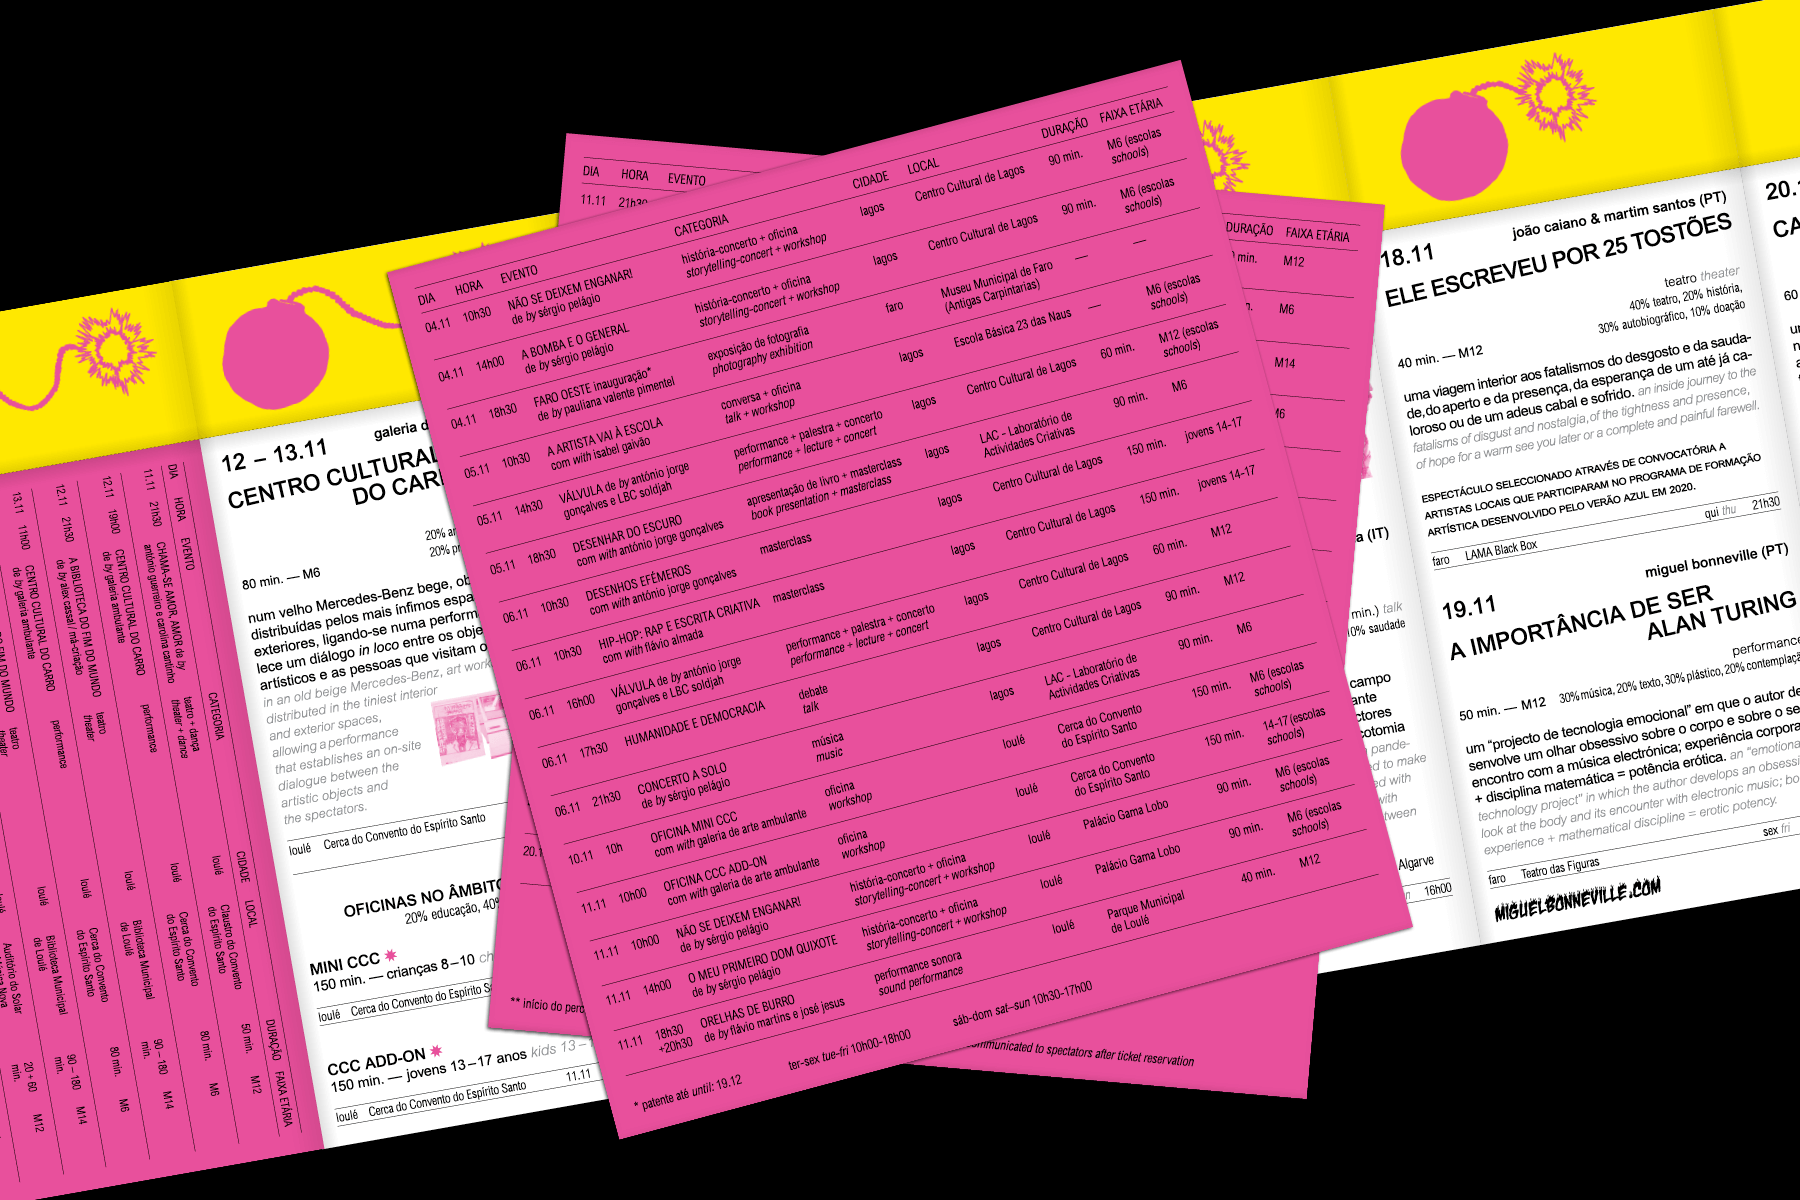 DIA HORA EVENTO CATEGORIA CIDADE LOCAL DURAÇÃO FAIXA ETÁRIA
04.11 10h30 NÃO SE DEIXEM ENGANAR! história-concerto + oficina lagos Centro Cultural de Lagos 90 min. M6 (escolas
de by sérgio pelágio storytelling-concert + workshop schools)
04.11 14h00 A BOMBA E O GENERAL história-concerto + oficina lagos Centro Cultural de Lagos 90 min. M6 (escolas
de by sérgio pelágio storytelling-concert + workshop schools)
04.11 18h30 FARO OESTE inauguração* exposição de fotografia faro Museu Municipal de Faro — —
de by pauliana valente pimentel photography exhibition (Antigas Carpintarias)
05.11 10h30 A ARTISTA VAI À ESCOLA conversa + oficina lagos Escola Básica 23 das Naus — M6 (escolas
com with isabel gaivão talk + workshop schools)
05.11 14h30 VÁLVULA de by antónio jorge performance + palestra + concerto lagos Centro Cultural de Lagos 60 min. M12 (escolas
gonçalves e LBC soldjah performance + lecture + concert schools)
05.11 18h30 DESENHAR DO ESCURO apresentação de livro + masterclass lagos LAC - Laboratório de 90 min. M6
com with antónio jorge gonçalves book presentation + masterclass Actividades Criativas
06.11 10h30 DESENHOS EFÉMEROS masterclass lagos Centro Cultural de Lagos 150 min. jovens 14-17
com with antónio jorge gonçalves
06.11 10h30 HIP-HOP: RAP E ESCRITA CRIATIVA masterclass lagos Centro Cultural de Lagos 150 min. jovens 14-17
com with flávio almada
06.11 16h00 VÁLVULA de by antónio jorge performance + palestra + concerto lagos Centro Cultural de Lagos 60 min. M12
gonçalves e LBC soldjah performance + lecture + concert
06.11 17h30 HUMANIDADE E DEMOCRACIA debate lagos Centro Cultural de Lagos 90 min. M12
talk
06.11 21h30 CONCERTO A SOLO música lagos LAC - Laboratório de 90 min. M6
de by sérgio pelágio music Actividades Criativas
10.11 10h OFICINA MINI CCC oficina loulé Cerca do Convento 150 min. M6 (escolas
com with galeria de arte ambulante workshop do Espírito Santo schools)
11.11 10h00 OFICINA CCC ADD-ON oficina loulé Cerca do Convento 150 min. 14-17 (escolas
com with galeria de arte ambulante workshop do Espírito Santo schools)
11.11 10h00 NÃO SE DEIXEM ENGANAR! história-concerto + oficina loulé Palácio Gama Lobo 90 min. M6 (escolas
de by sérgio pelágio storytelling-concert + workshop schools)
11.11 14h00 O MEU PRIMEIRO DOM QUIXOTE história-concerto + oficina loulé Palácio Gama Lobo 90 min. M6 (escolas
de by sérgio pelágio storytelling-concert + workshop schools)
11.11 18h30 ORELHAS DE BURRO performance sonora loulé Parque Municipal 40 min. M12
+20h30 de by flávio martins e josé jesus sound performance de Loulé
* patente até until: 19.12 ter-sex tue-fri 10h00-18h00 sáb-dom sat-sun 10h30-17h00
DIA HORA EVENTO
11.11 21h30
DURAÇÃO FAIXA ETÁRIA
min. M12
M6
M14
M6
20.
** início do perc
communicated to spectators after ticket reservation
DIA HORA EVENTO CATEGORIA CIDADE LOCAL DURAÇÃO FAIXA ETÁRIA
11.11 21h30 CHAMA-SE AMOR, AMOR de by teatro + dança loulé Claustro do Convento 50 min. M12
antónio guerreiro e carolina cantinho theater + dance do Espírito Santo
12.11 19h00 CENTRO CULTURAL DO CARRO performance loulé Cerca do Convento 80 min. M6
de by galeria ambulante do Espírito Santo
12.11 21h30 A BIBLIOTECA DO FIM DO MUNDO teatro loulé Biblioteca Municipal 90 – 180 M14
de by alex cassal / má-criação theater de Loulé min.
13.11 11h00 CENTRO CULTURAL DO CARRO performance loulé Cerca do Convento 80 min. M6
de by galeria ambulante do Espírito Santo
DO FIM DO MUNDO teatro loulé Biblioteca Municipal 90 – 180 M14
theater de Loulé min.
loulé Auditório do Solar 20 + 60 M12
Música Nova min.
12 – 13.11 galeria d
CENTRO CULTURAL
DO CARR
20% ar
20% pr
80 min. — M6
num velho Mercedes-Benz bege, ob
distribuídas pelos mais ínfimos espa
exteriores, ligando-se numa perform
lece um diálogo in loco entre os obje
artísticos e as pessoas que visitam o
in an old beige Mercedes-Benz, art work
distributed in the tiniest interior
and exterior spaces,
allowing a performance
that establishes an on-site
dialogue between the
artistic objects and
the spectators.
loulé Cerca do Convento do Espírito Santo
OFICINAS NO ÂMBITO
20% educação, 40%
MINI CCC
150 min. — crianças 8–10 ch
loulé Cerca do Convento do Espírito Sa
CCC ADD-ON
150 min. — jovens 13–17 anos kids 13 –
loulé Cerca do Convento do Espírito Santo 11.11
a (IT)
min.) talk
10% saudade
campo
ante
ctores
cotomia
pande-
d to make
ed with
with
tween
Algarve
16h00
18.11 joão caiano & martim santos (PT)
ELE ESCREVEU POR 25 TOSTÕES
teatro theater
40% teatro, 20% história,
30% autobiográfico, 10% doação
40 min. — M12
uma viagem interior aos fatalismos do desgosto e da sauda-
de, do aperto e da presença, da esperança de um até já ca-
loroso ou de um adeus cabal e sofrido. an inside journey to the
fatalisms of disgust and nostalgia, of the tightness and presence,
of hope for a warm see you later or a complete and painful farewell.
ESPECTÁCULO SELECCIONADO ATRAVÉS DE CONVOCATÓRIA A
ARTISTAS LOCAIS QUE PARTICIPARAM NO PROGRAMA DE FORMAÇÃO
ARTÍSTICA DESENVOLVIDO PELO VERÃO AZUL EM 2020.
qui thu 21h30
faro LAMA Black Box
miguel bonneville (PT)
19.11
A IMPORTÂNCIA DE SER
ALAN TURING
performance
50 min. — M12 30% música, 20% texto, 30% plástico, 20% contemplaç
um “projecto de tecnologia emocional” em que o autor de
senvolve um olhar obsessivo sobre o corpo e sobre o se
encontro com a música electrónica; experiência corpora
+ disciplina matemática = potência erótica. an “emotiona
technology project” in which the author develops an obsessi
look at the body and its encounter with electronic music; bo
experience + mathematical discipline = erotic potency.
sex fri
faro Teatro das Figuras
MIGUELBONNEVILLE.COM
20.
CA
60